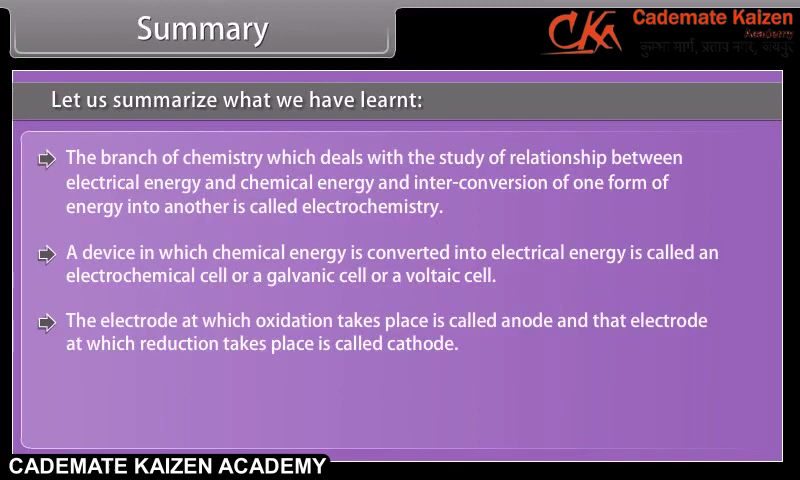 Summary
Cademate Kaizen
Academy
कुम्भा मार्ग, प्रताप नगर, जयपुर
Let us summarize what we have learnt:
The branch of chemistry which deals with the study of relationship between
electrical energy and chemical energy and inter-conversion of one form of
energy into another is called electrochemistry.
A device in which chemical energy is converted into electrical energy is called an
electrochemical cell or a galvanic cell or a voltaic cell.
The electrode at which oxidation takes place is called anode and that electrode
at which reduction takes place is called cathode.
CADEMATE KAIZEN ACADEMY